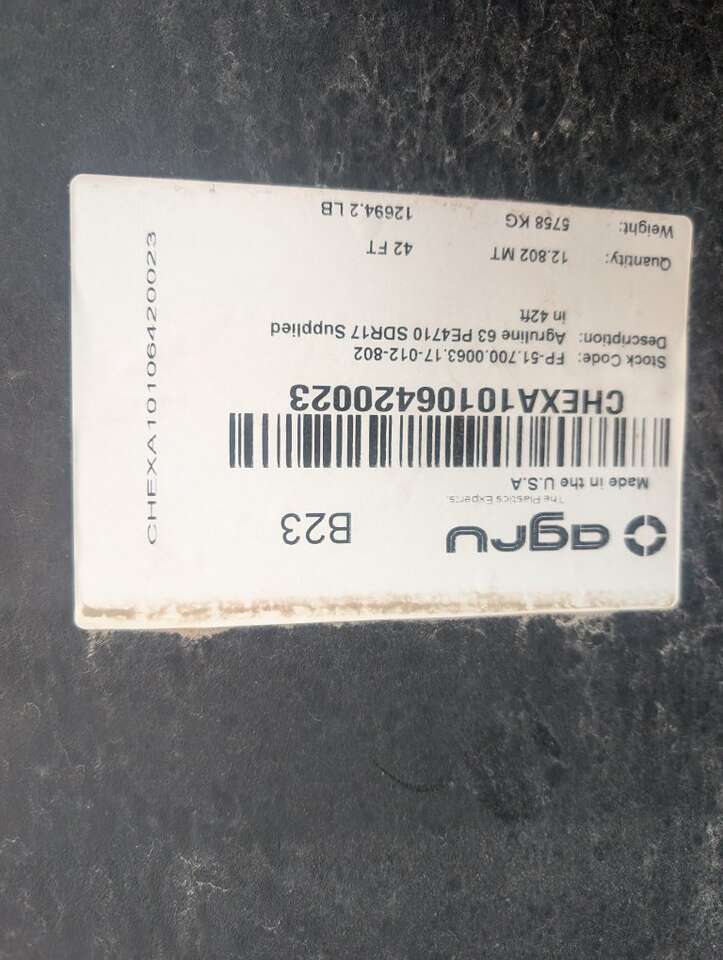 agru B23
The Plastics Experts.
Made in the U.S.A
CHEXA10106420023
Stock Code: FP-51.700.0063.17-012-802
Description: Agruline 63 PE4710 SDR17 Supplied
in 42ft
Quantity: 12.802 MT 42 FT
Weight: 5758 KG 12694.2 LB
CHEXA10106420023